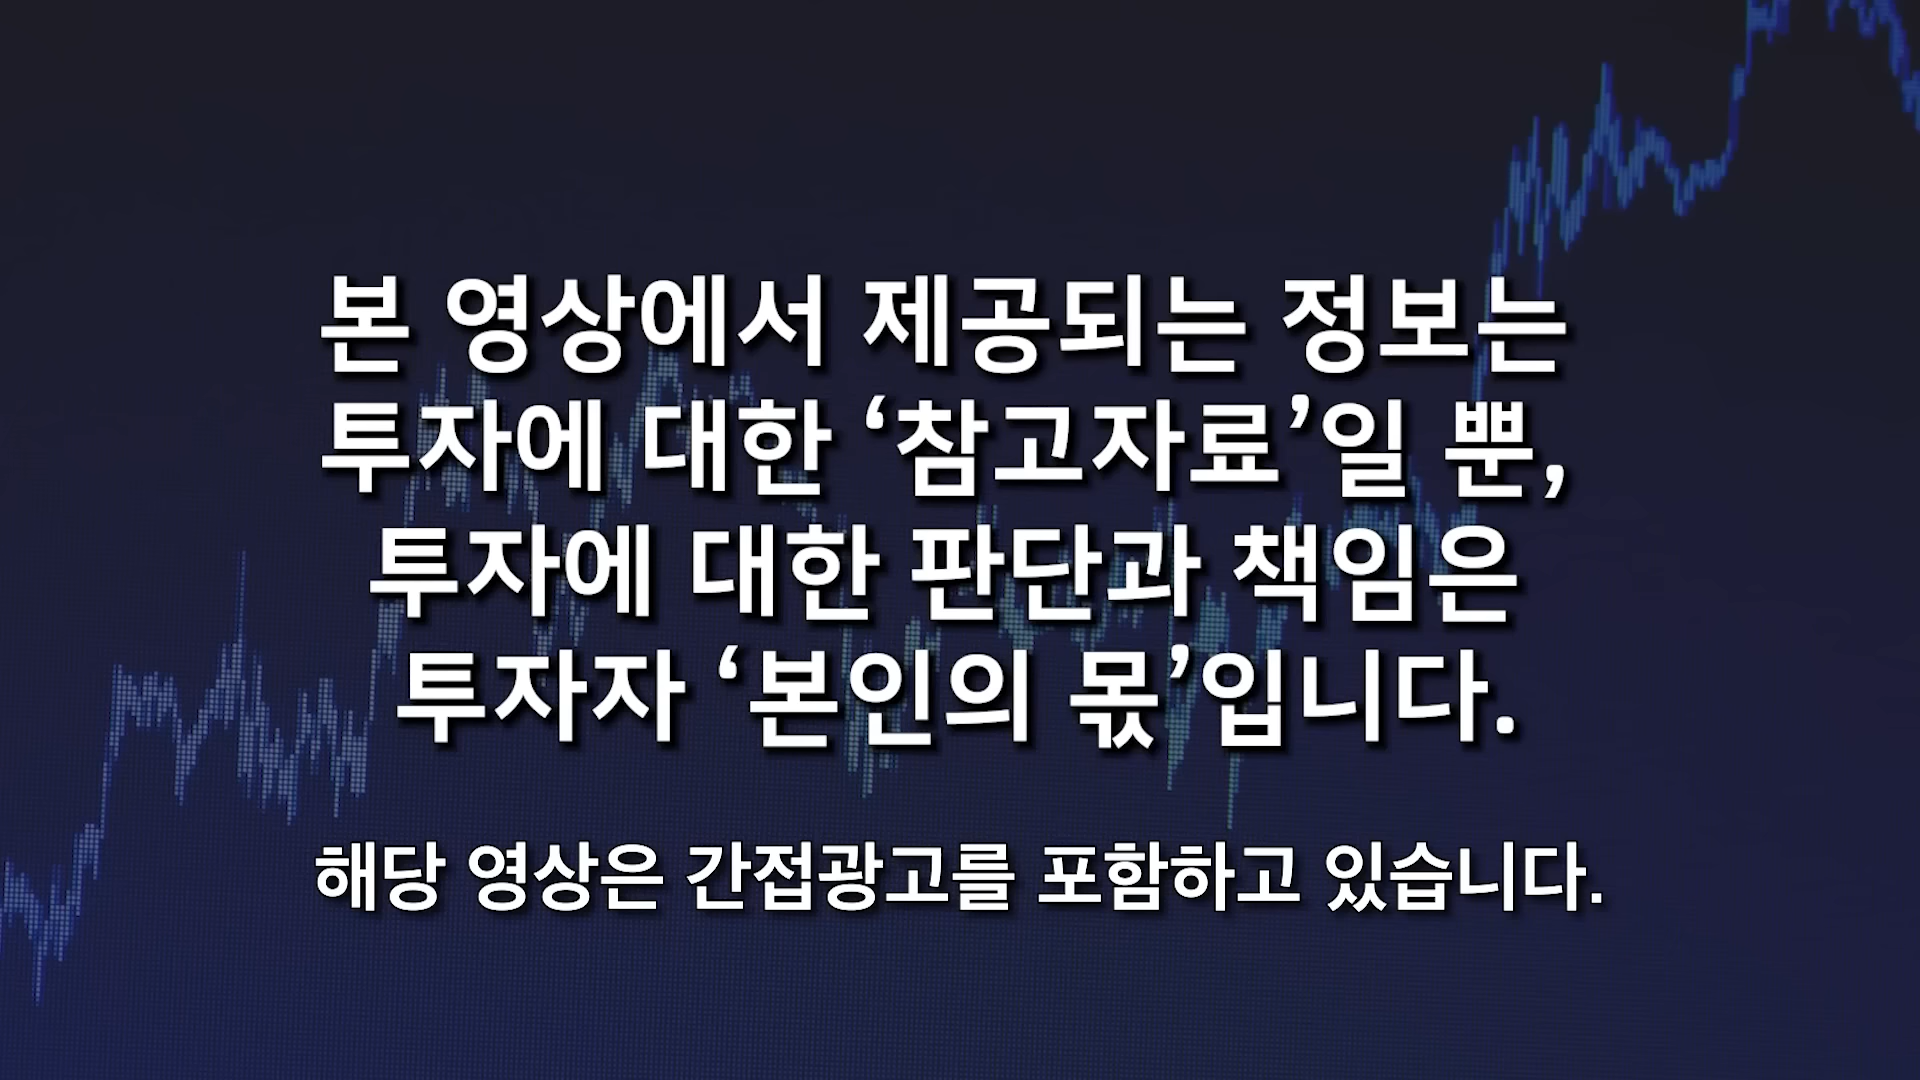 본 영상에서 제공되는 정보는
투자에 대한 ‘참고자료’일 뿐,
투자에 대한 판단과 책임은
투자자 ‘본인의 몫’입니다.
해당 영상은 간접광고를 포함하고 있습니다.